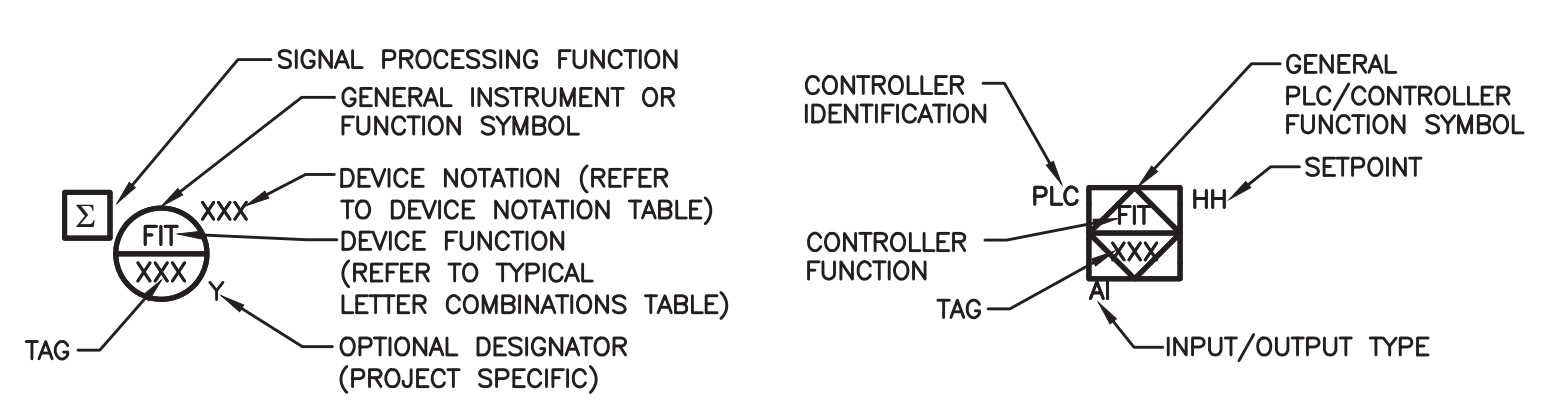 SIGNAL PROCESSING FUNCTION
GENERAL INSTRUMENT OR
FUNCTION SYMBOL
DEVICE NOTATION (REFER
TO DEVICE NOTATION TABLE)
DEVICE FUNCTION
(REFER TO TYPICAL
LETTER COMBINATIONS TABLE)
OPTIONAL DESIGNATOR
(PROJECT SPECIFIC)
Σ
XXX
FIT
XXX
Y
TAG
CONTROLLER
IDENTIFICATION
GENERAL
PLC/CONTROLLER
FUNCTION SYMBOL
SETPOINT
PLC
HH
FIT
XXX
CONTROLLER
FUNCTION
TAG
AI
INPUT/OUTPUT TYPE